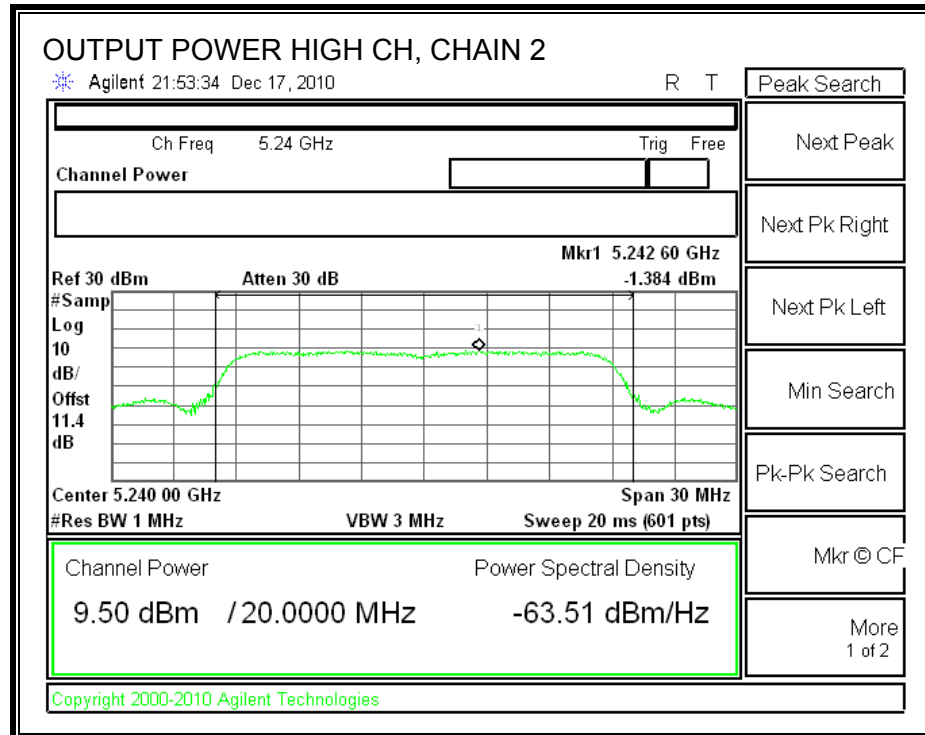 OUTPUT POWER HIGH CH, CHAIN 2
Agilent 21:53:34 Dec 17, 2010 R T
Peak Search
Ch Freq 5.24 GHz Trig Free
Channel Power
Mkr1 5.242 60 GHz
Ref 30 dBm Atten 30 dB -1.384 dBm
#Samp
Log
10
dB/
Offst
11.4
dB
1
Center 5.240 00 GHz Span 30 MHz
#Res BW 1 MHz VBW 3 MHz Sweep 20 ms (601 pts)
Channel Power Power Spectral Density
9.50 dBm / 20.0000 MHz -63.51 dBm/Hz
Copyright 2000-2010 Agilent Technologies
Next Peak
Next Pk Right
Next Pk Left
Min Search
Pk-Pk Search
Mkr © CF
More
1 of 2